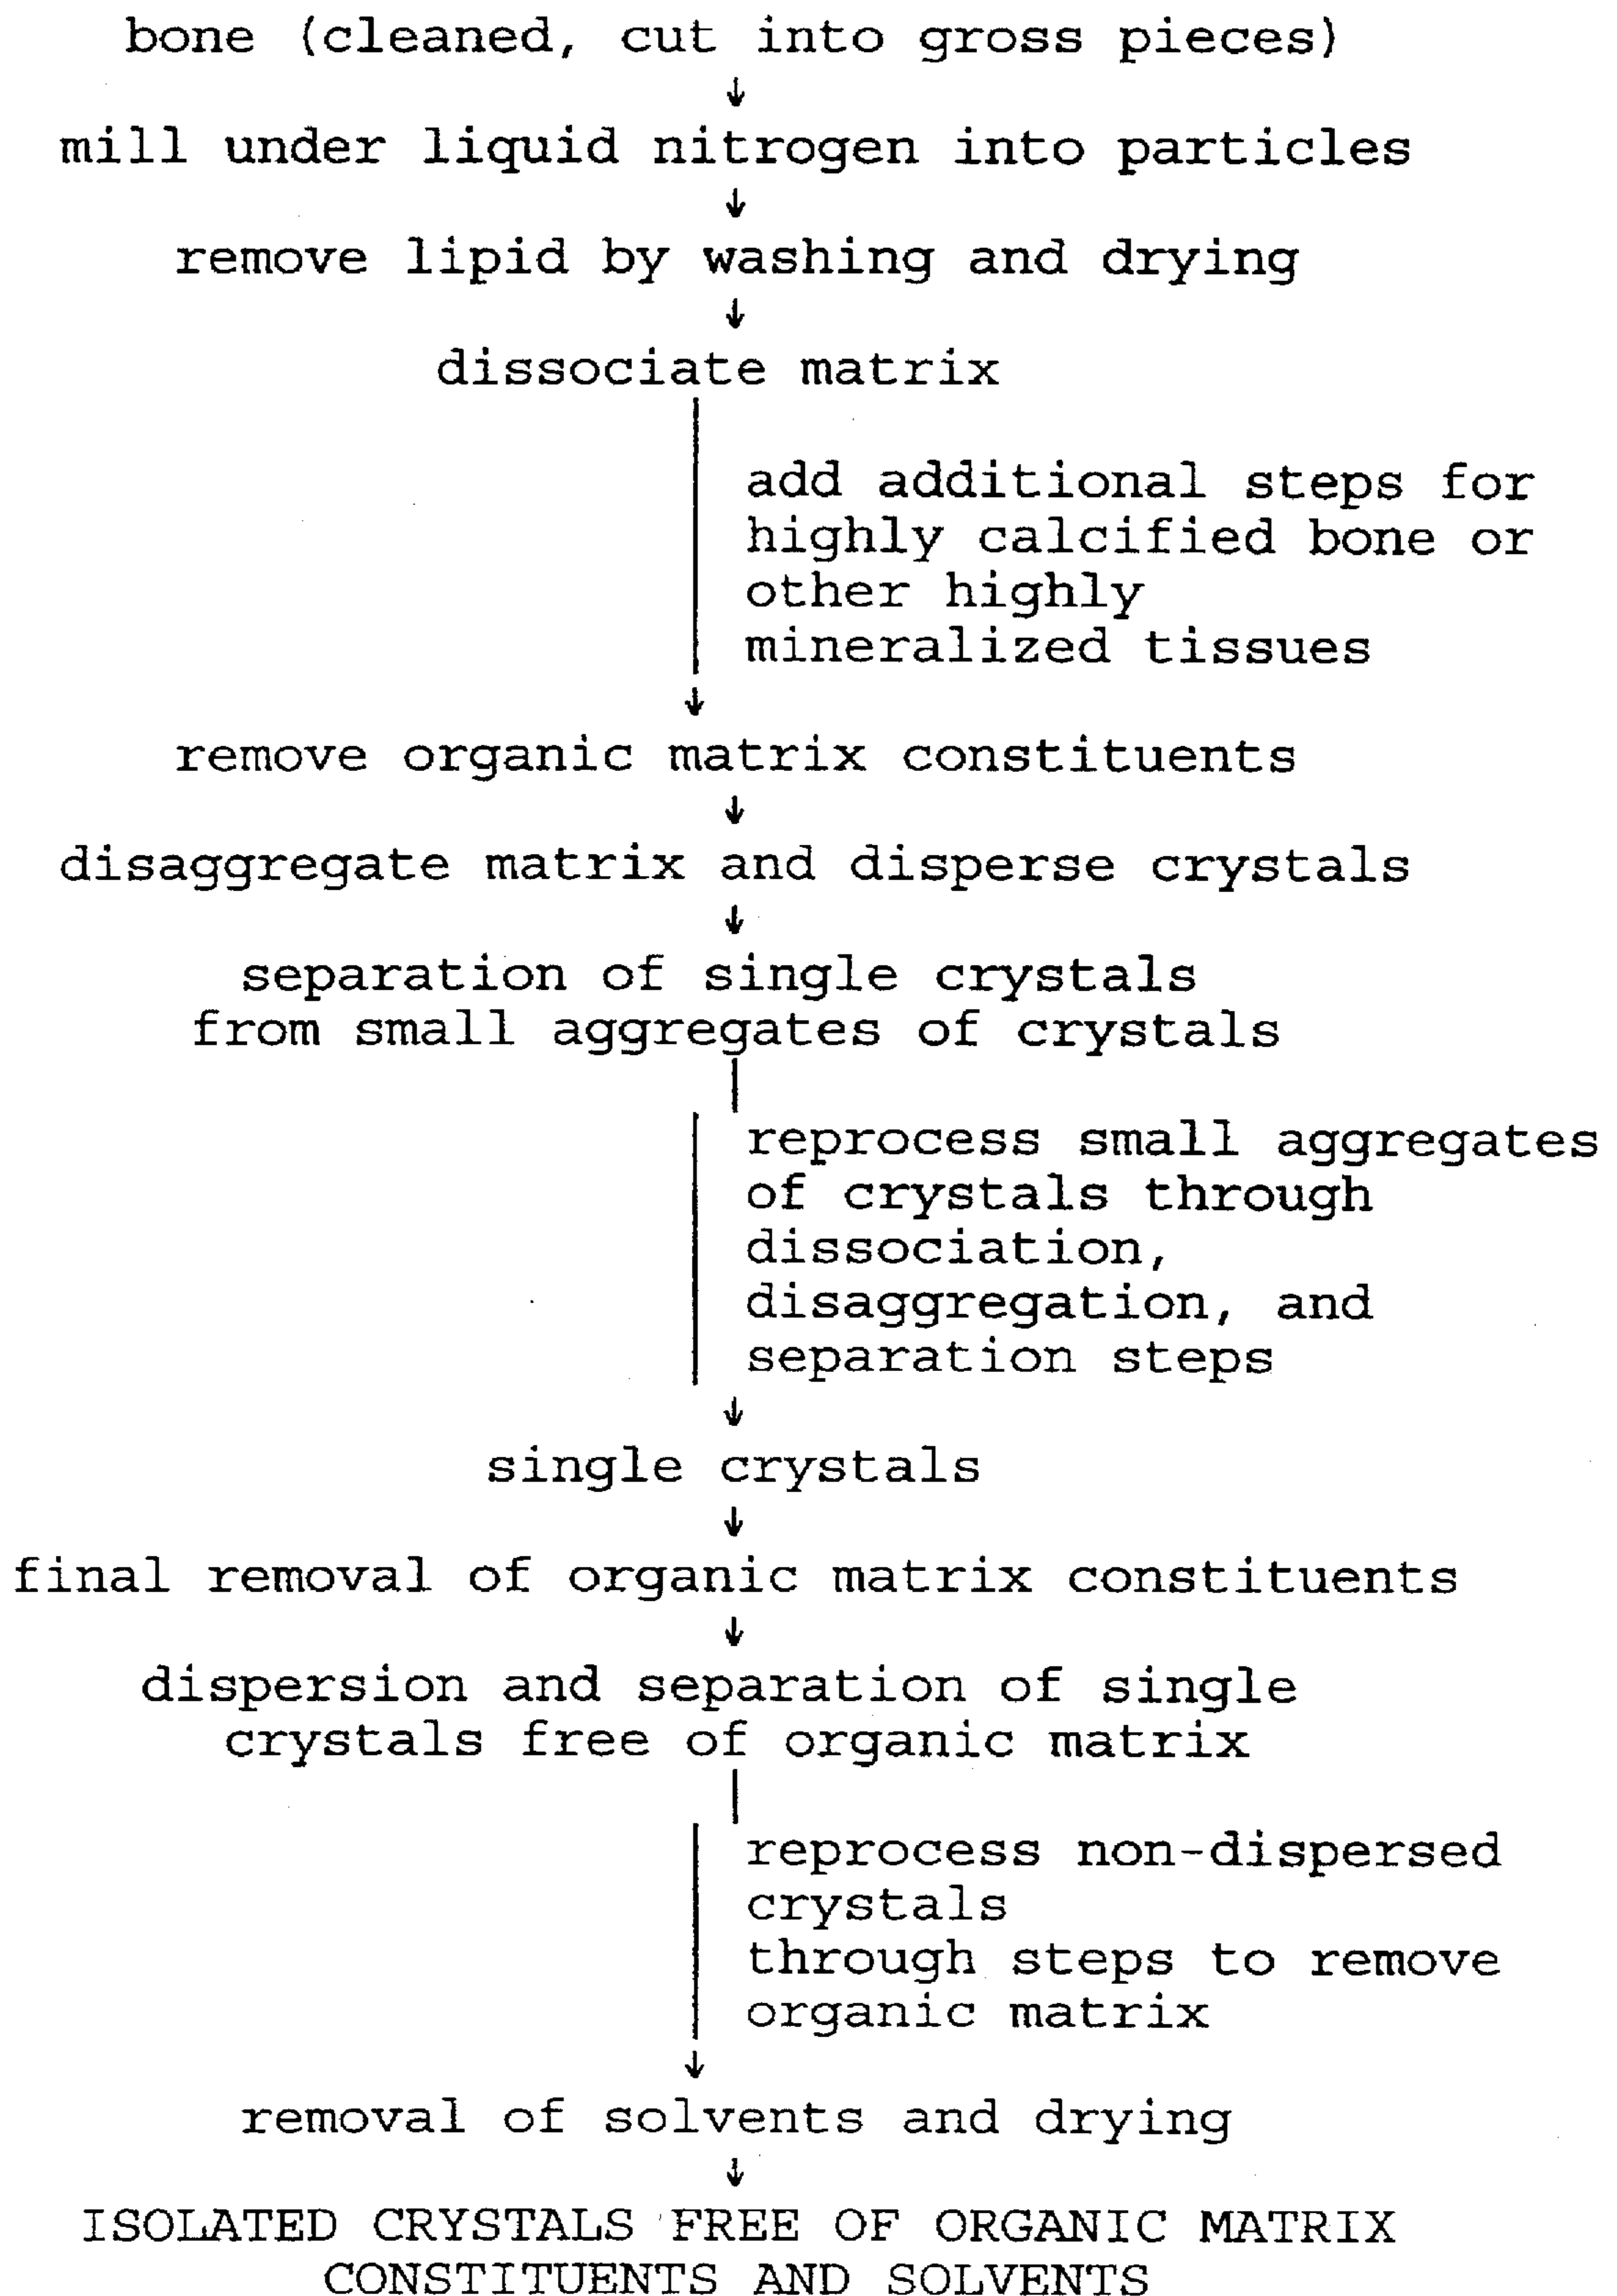 bone (cleaned, cut into gross pieces)
↓
mill under liquid nitrogen into particles
↓
remove lipid by washing and drying
↓
dissociate matrix
add additional steps for
highly calcified bone or
other highly
mineralized tissues
↓
remove organic matrix constituents
↓
disaggregate matrix and disperse crystals
↓
separation of single crystals
from small aggregates of crystals
reprocess small aggregates
of crystals through
dissociation,
disaggregation, and
separation steps
↓
single crystals
↓
final removal of organic matrix constituents
↓
dispersion and separation of single
crystals free of organic matrix
reprocess non-dispersed
crystals
through steps to remove
organic matrix
↓
removal of solvents and drying
↓
ISOLATED CRYSTALS FREE OF ORGANIC MATRIX
CONSTITUENTS AND SOLVENTS